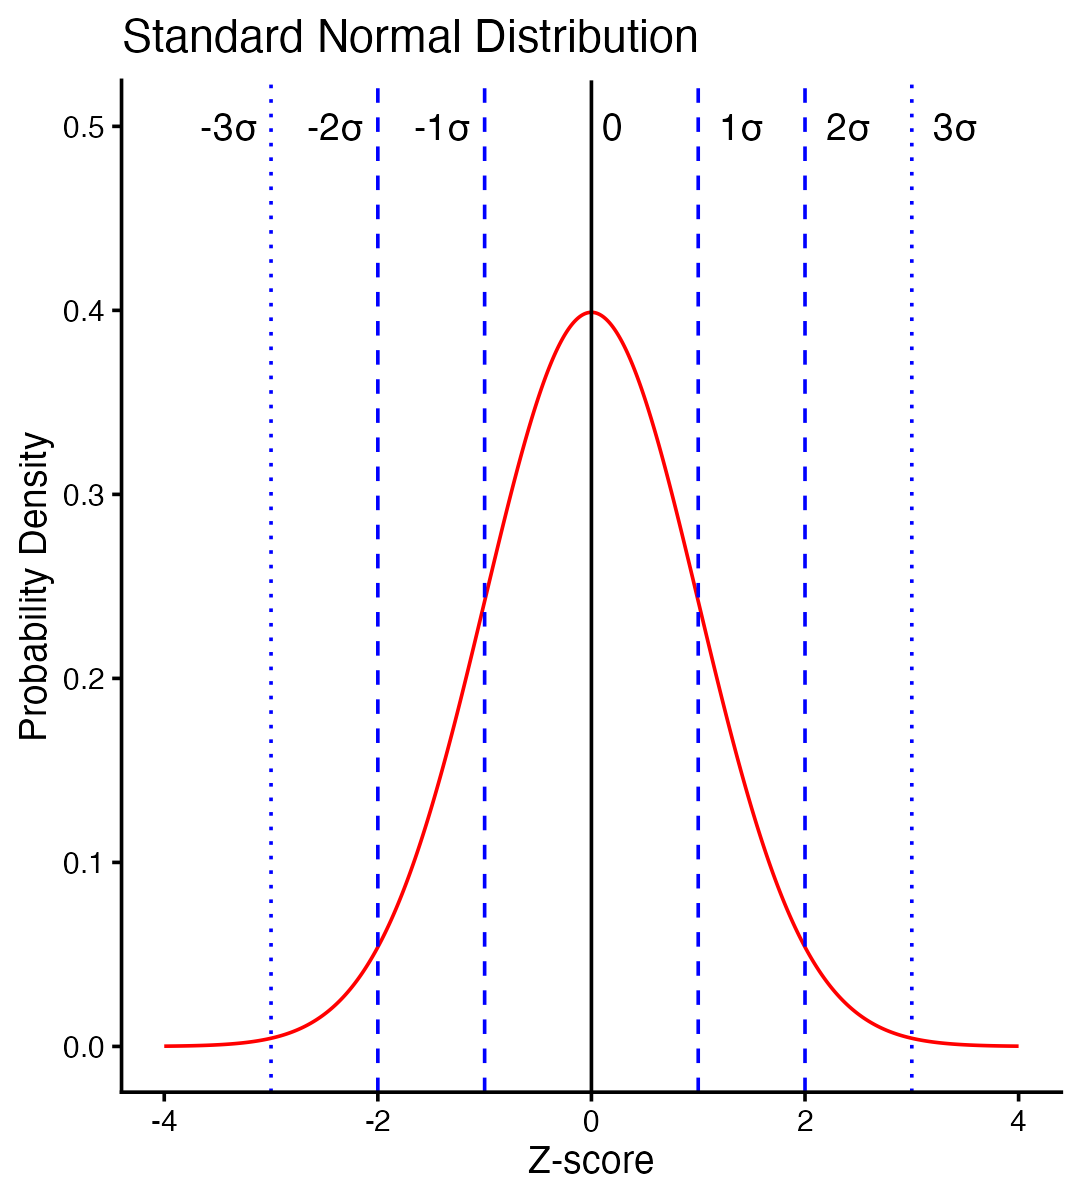 Standard Normal Distribution
-3σ -2σ -1σ 0 1σ 2σ 3σ
0.5
0.4
0.3
0.2
0.1
0.0
Probability Density
-4 -2 0 2 4
Z-score